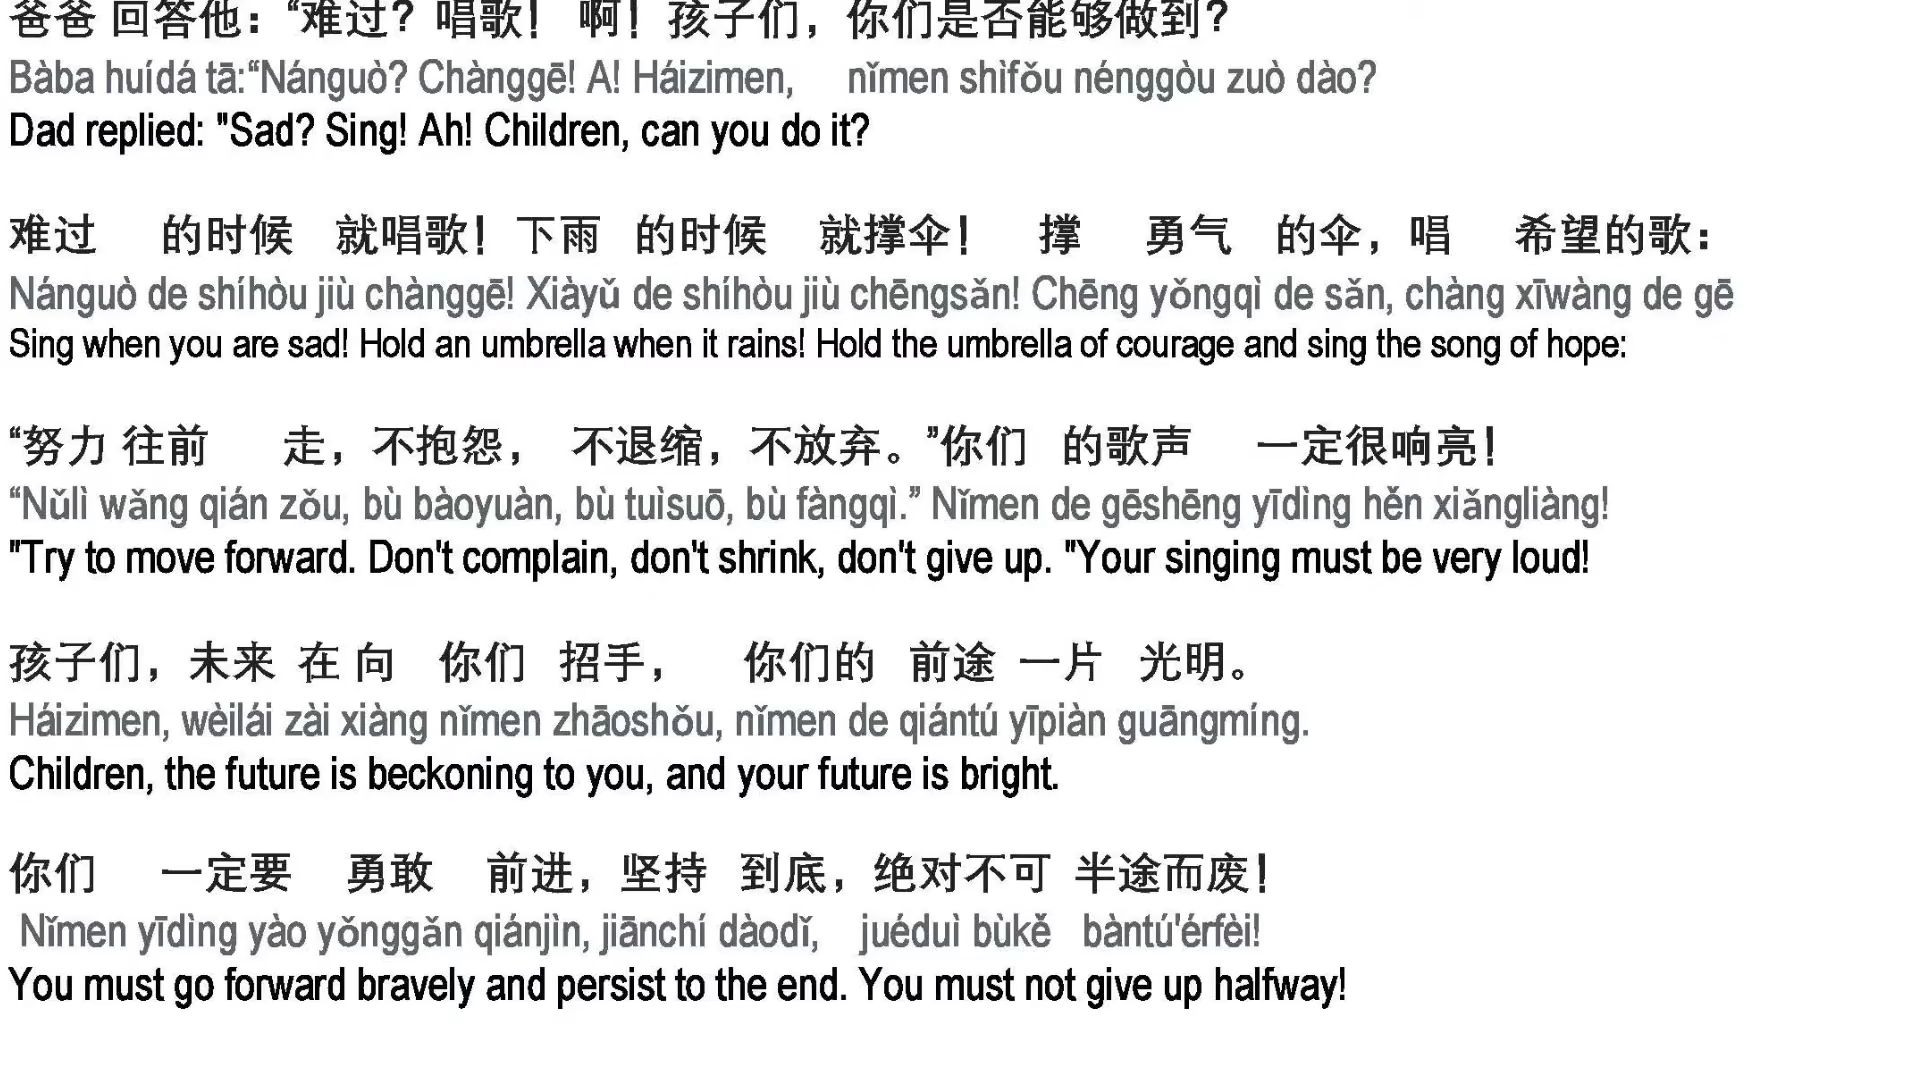 爸爸 回答他：“难过？唱歌！ 啊！孩子们，你们是否能够做到？
Bàba huídá tā:“Nánguò? Chànggē! A! Háizimen, nǐmen shìfǒu nénggòu zuò dào?
Dad replied: "Sad? Sing! Ah! Children, can you do it?
难过 的时候 就唱歌！下雨 的时候 就撑伞！ 撑 勇气 的伞，唱 希望的歌：
Nánguò de shíhòu jiù chànggē! Xiàyǔ de shíhòu jiù chēngsǎn! Chēng yǒngqì de sǎn, chàng xīwàng de gē
Sing when you are sad! Hold an umbrella when it rains! Hold the umbrella of courage and sing the song of hope:
“努力 往前 走，不抱怨， 不退缩，不放弃。”你们 的歌声 一定很响亮！
“Nǔlì wǎng qián zǒu, bù bàoyuàn, bù tuìsuō, bù fàngqì.” Nǐmen de gēshēng yīdìng hěn xiǎngliàng!
"Try to move forward. Don't complain, don't shrink, don't give up. "Your singing must be very loud!
孩子们，未来 在 向 你们 招手， 你们的 前途 一片 光明。
Háizimen, wèilái zài xiàng nǐmen zhāoshǒu, nǐmen de qiántú yīpiàn guāngmíng.
Children, the future is beckoning to you, and your future is bright.
你们 一定要 勇敢 前进，坚持 到底，绝对不可 半途而废！
Nǐmen yīdìng yào yǒnggǎn qiánjìn, jiānchí dàodǐ, juéduì bùkě bàntú'érfèi!
You must go forward bravely and persist to the end. You must not give up halfway!